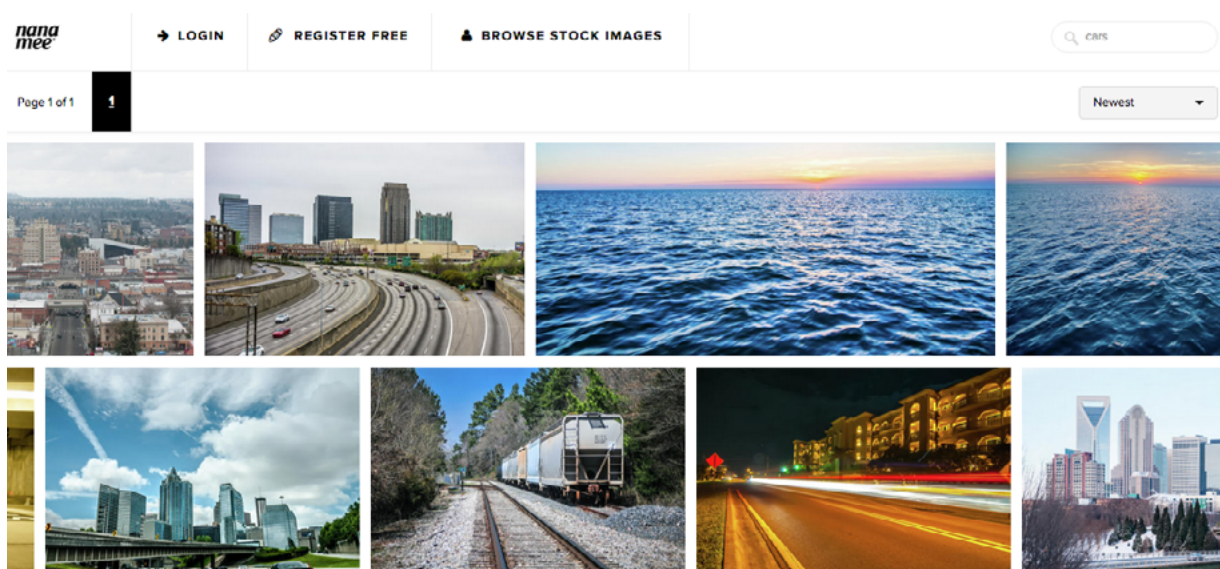 nana
mee
LOGIN
REGISTER FREE
BROWSE STOCK IMAGES
cars
Page 1 of 1
1
Newest